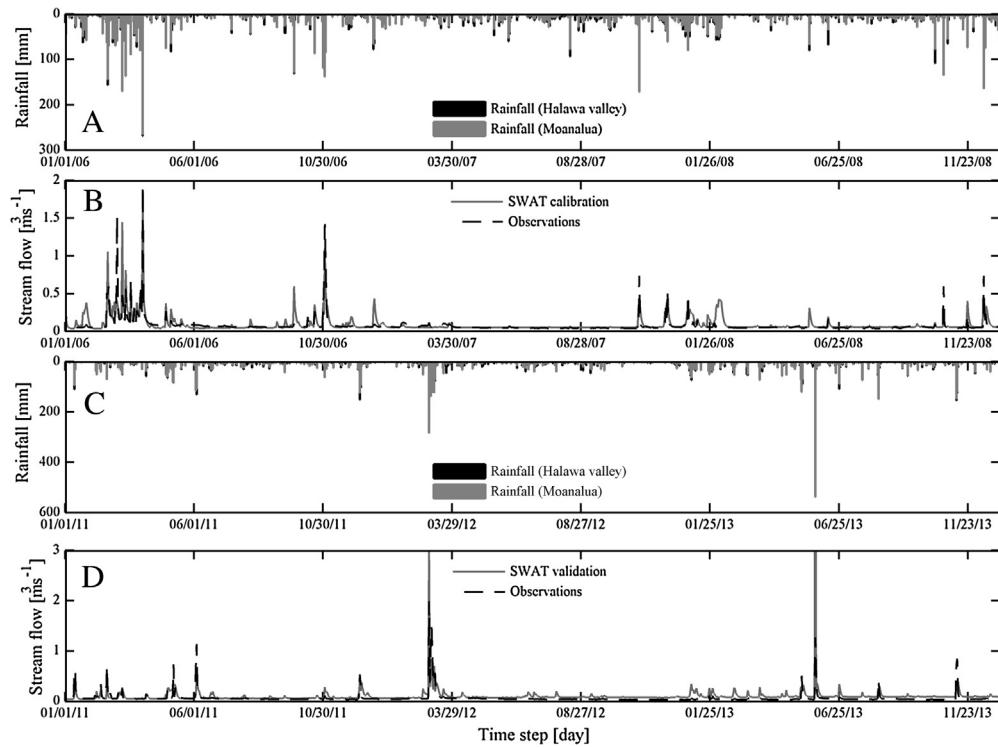 0
100
200
300
Rainfall [mm]
A
Rainfall (Halawa valley)
Rainfall (Moanalua)
01/01/06 06/01/06 10/30/06 03/30/07 08/28/07 01/26/08 06/25/08 11/23/08
2
1.5
1
0.5
0
Stream flow [m³s⁻¹]
B
SWAT calibration
Observations
01/01/06 06/01/06 10/30/06 03/30/07 08/28/07 01/26/08 06/25/08 11/23/08
0
200
400
600
Rainfall [mm]
C
Rainfall (Halawa valley)
Rainfall (Moanalua)
01/01/11 06/01/11 10/30/11 03/29/12 08/27/12 01/25/13 06/25/13 11/23/13
3
2
1
0
Stream flow [m³s⁻¹]
D
SWAT validation
Observations
01/01/11 06/01/11 10/30/11 03/29/12 08/27/12 01/25/13 06/25/13 11/23/13
Time step [day]